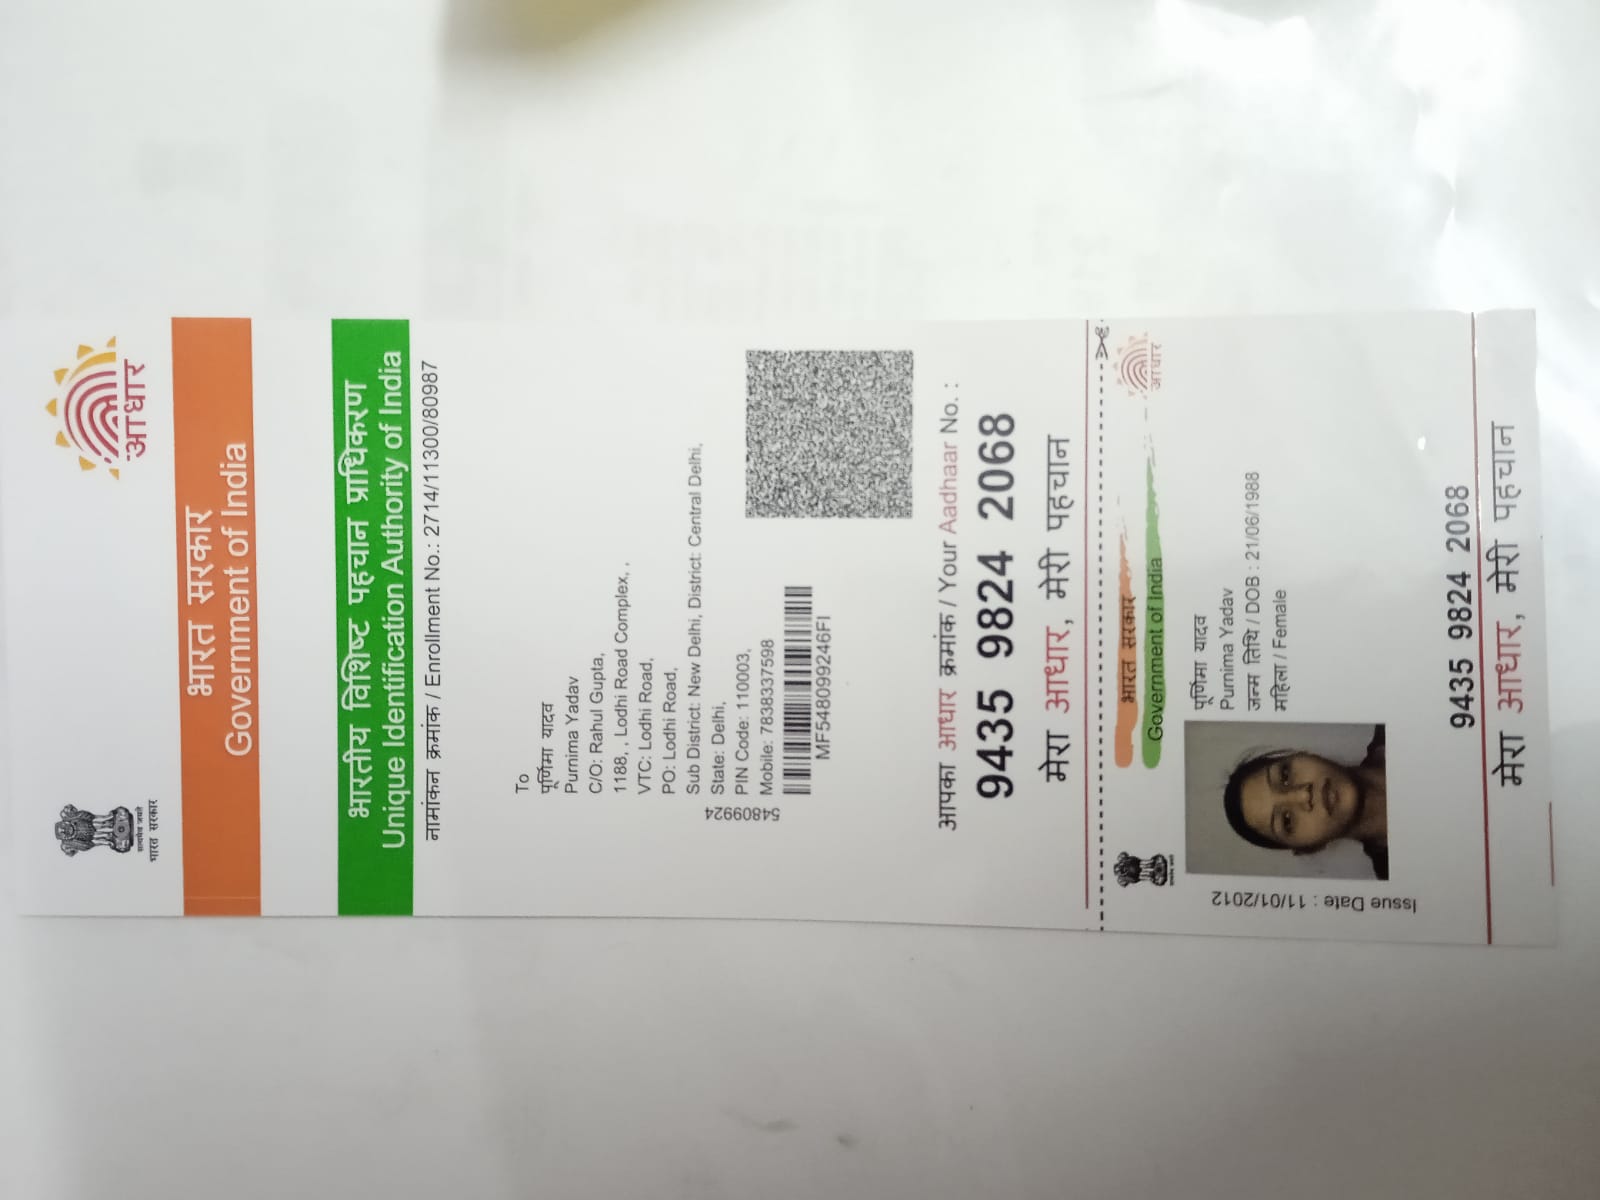 सत्यमेव जयते
भारत सरकार
आधार
भारत सरकार
Government of India
भारतीय विशिष्ट पहचान प्राधिकरण
Unique Identification Authority of India
नामांकन क्रमांक / Enrollment No.: 2714/11300/80987
To
पूर्णिमा यादव
Purnima Yadav
C/O: Rahul Gupta,
1188, , Lodhi Road Complex, ,
VTC: Lodhi Road,
PO: Lodhi Road,
Sub District: New Delhi, District: Central Delhi,
State: Delhi,
PIN Code: 110003,
Mobile: 7838337598
54809924
MF548099246FI
आपका आधार क्रमांक / Your Aadhaar No. :
9435 9824 2068
मेरा आधार, मेरी पहचान
सत्यमेव जयते
भारत सरकार
Government of India
आधार
Issue Date : 11/01/2012
पूर्णिमा यादव
Purnima Yadav
जन्म तिथि / DOB : 21/06/1988
महिला / Female
9435 9824 2068
मेरा आधार, मेरी पहचान